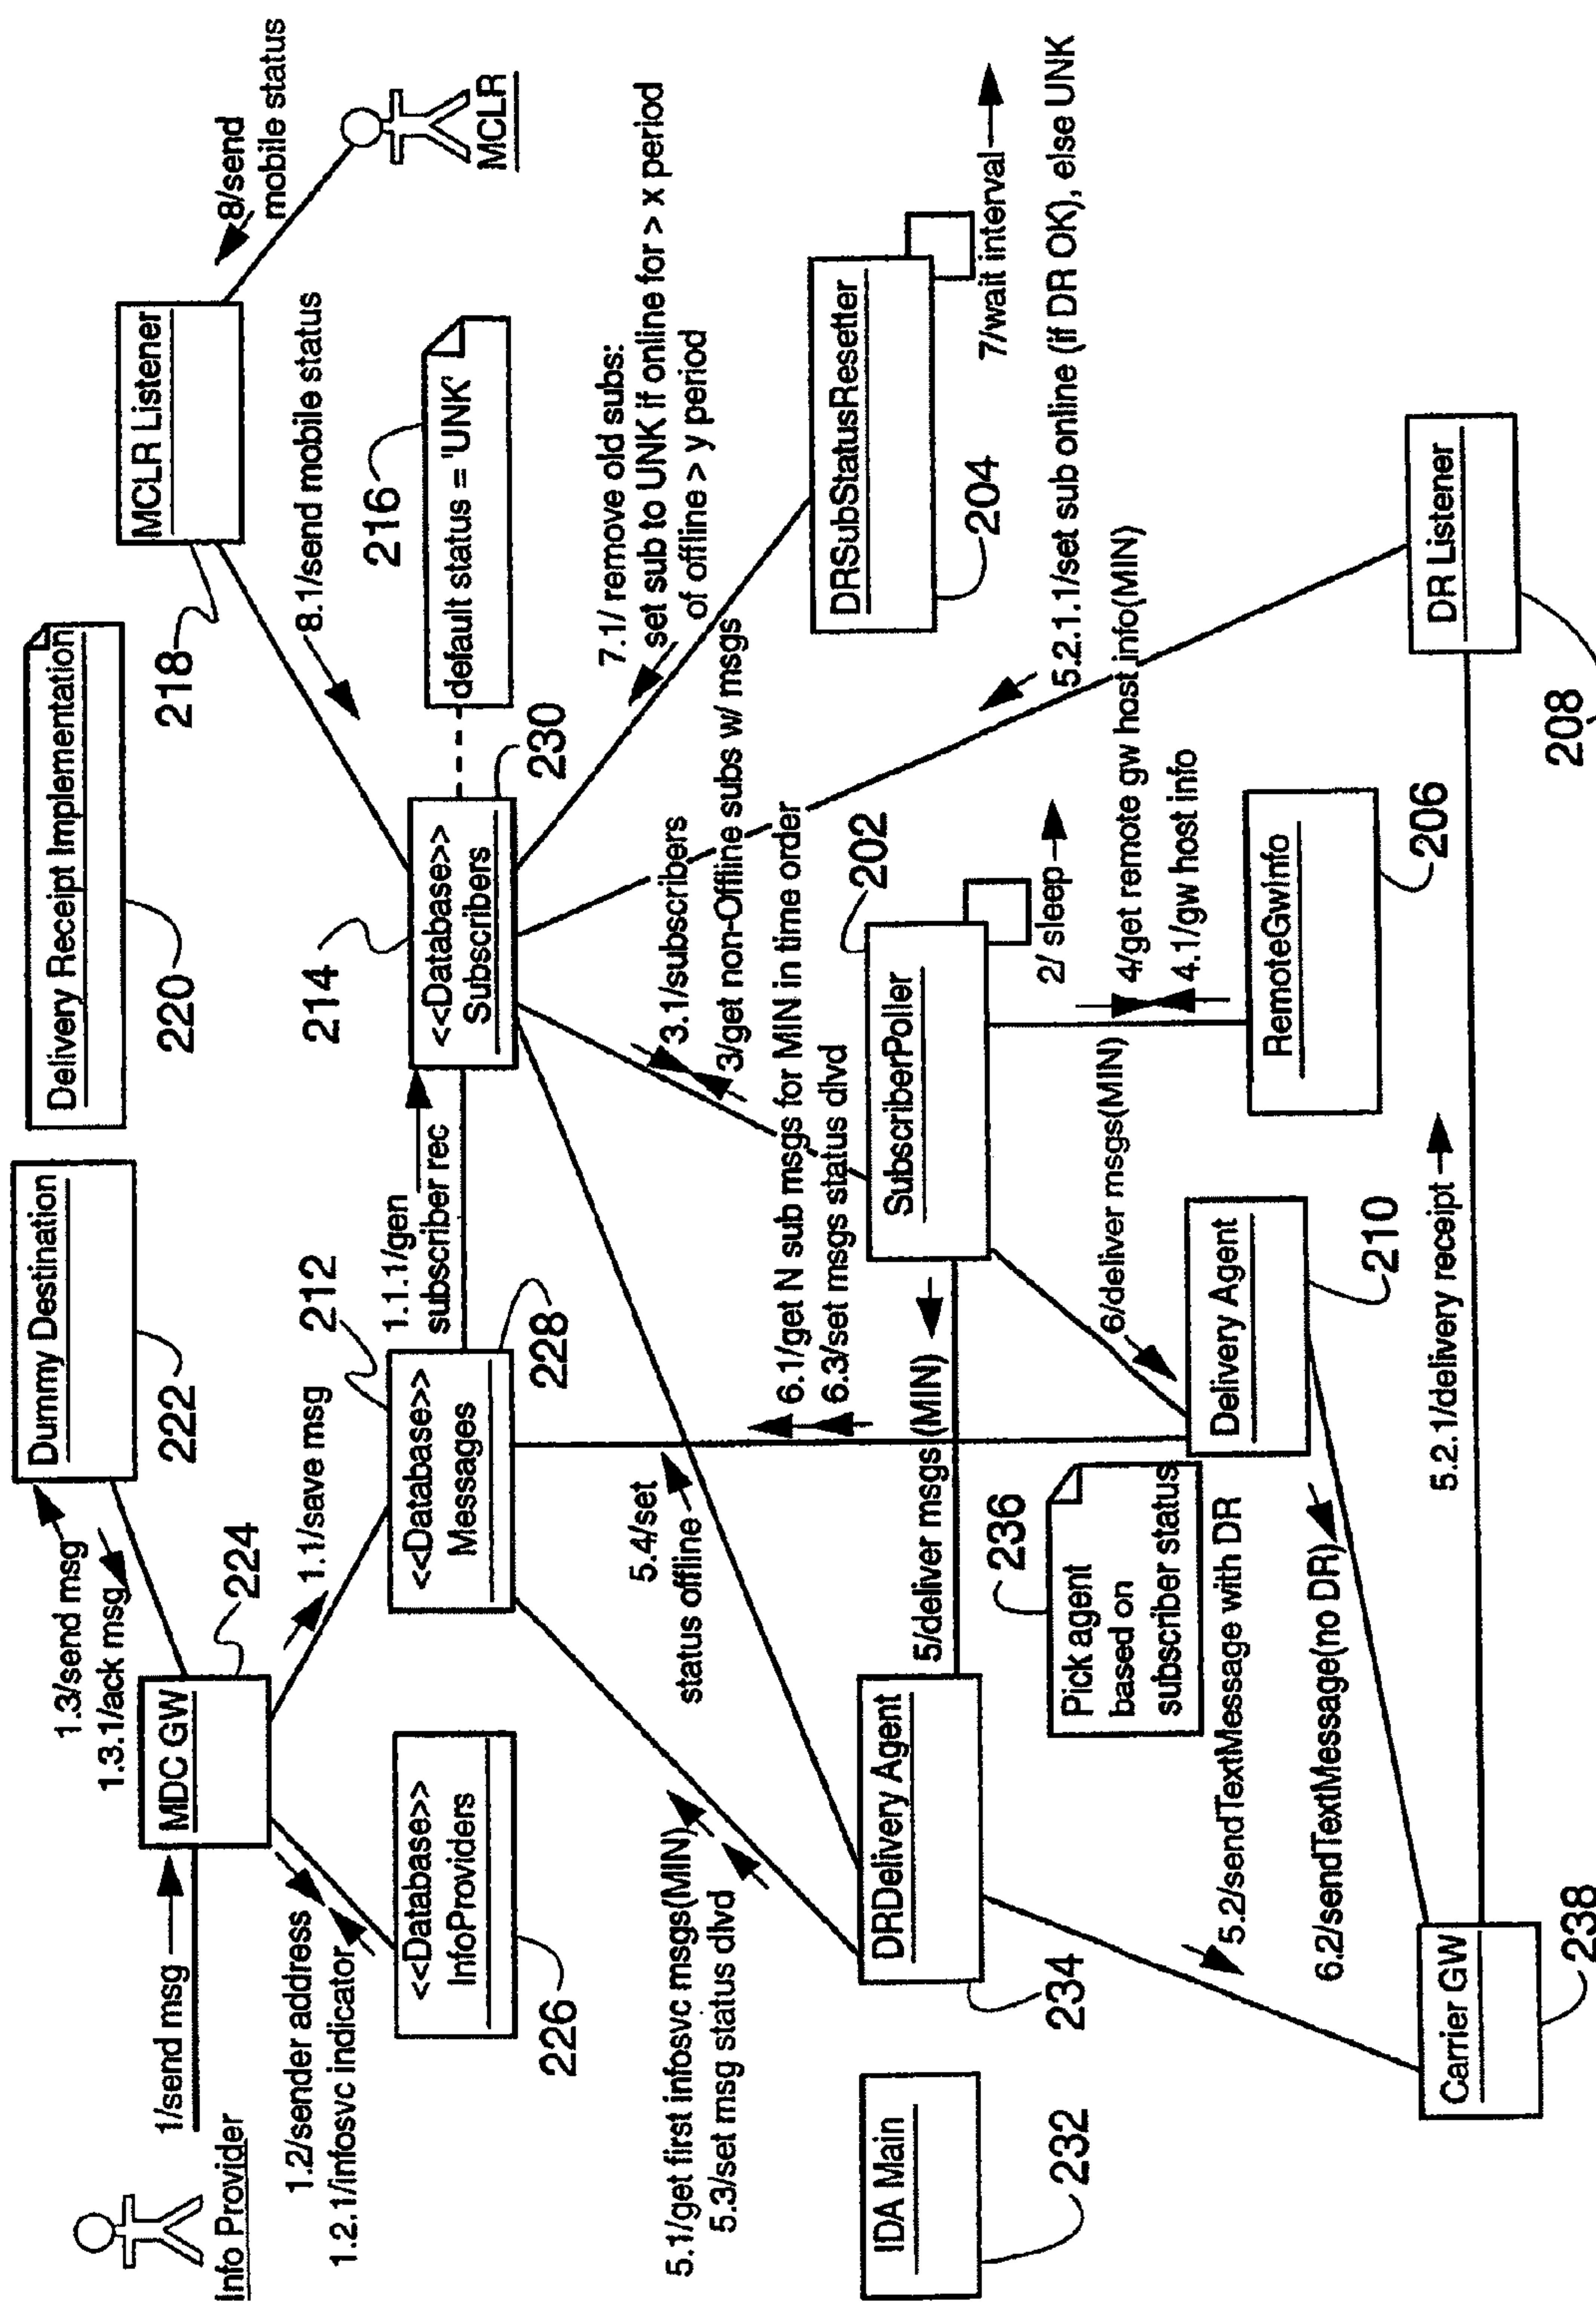 Info Provider
1/send msg
1.2/sender address
1.2.1/infosvc indicator
1.3/send msg
1.3.1/ack msg
MDC GW
224
Dummy Destination
222
Delivery Receipt Implementation
220
MCLR Listener
218
8/send
mobile status
MCLR
8.1/send mobile status
<<Database>>
InfoProviders
226
1.1/save msg
<<Database>>
Messages
212
228
1.1.1/gen
subscriber rec
<<Database>>
Subscribers
214
230
default status = 'UNK'
216
7.1/ remove old subs:
set sub to UNK if online for > x period
of offline > y period
DRSubStatusResetter
204
7/wait interval
5.2.1.1/set sub online (if DR OK), else UNK
3.1/subscribers
3/get non-Offline subs w/ msgs
6.1/get N sub msgs for MIN in time order
6.3/set msgs status dlvd
SubscriberPoller
202
2/ sleep
4/get remote gw host info(MIN)
4.1/gw host info
RemoteGwInfo
206
5.4/set
status offline
5.1/get first infosvc msgs(MIN)
5.3/set msg status dlvd
DRDelivery Agent
234
5/deliver msgs (MIN)
6/deliver msgs(MIN)
Delivery Agent
210
236
Pick agent
based on
subscriber status
IDA Main
232
5.2/sendTextMessage with DR
6.2/sendTextMessage(no DR)
Carrier GW
238
5.2.1/delivery receipt
DR Listener
208